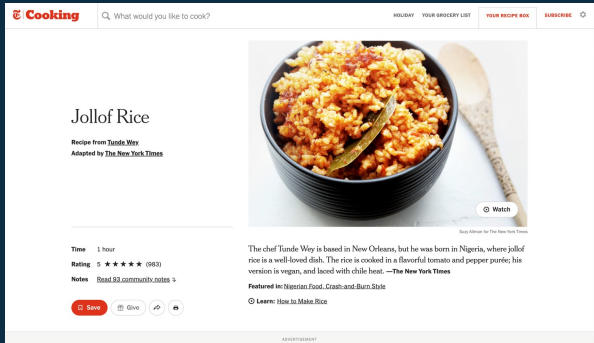 Cooking
What would you like to cook?
HOLIDAY YOUR GROCERY LIST YOUR RECIPE BOX SUBSCRIBE
Jollof Rice
Recipe from Tunde Wey
Adapted by The New York Times
Watch
Suzy Allman for The New York Times
Time 1 hour
Rating 5 ★★★★★ (983)
Notes Read 93 community notes
Save Give
The chef Tunde Wey is based in New Orleans, but he was born in Nigeria, where jollof
rice is a well-loved dish. The rice is cooked in a flavorful tomato and pepper purée; his
version is vegan, and laced with chile heat. —The New York Times
Featured in: Nigerian Food, Crash-and-Burn Style
Learn: How to Make Rice
ADVERTISEMENT